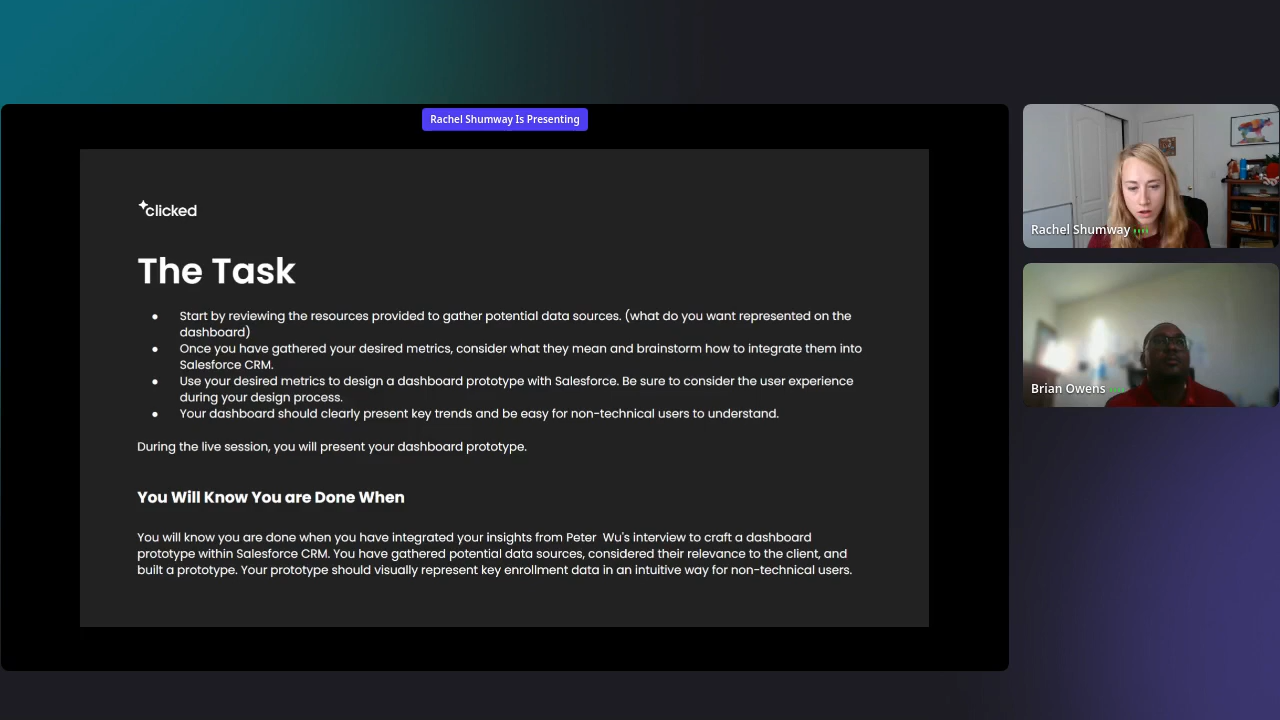 Rachel Shumway Is Presenting
clicked
The Task
● Start by reviewing the resources provided to gather potential data sources. (what do you want represented on the
dashboard)
● Once you have gathered your desired metrics, consider what they mean and brainstorm how to integrate them into
Salesforce CRM.
● Use your desired metrics to design a dashboard prototype with Salesforce. Be sure to consider the user experience
during your design process.
● Your dashboard should clearly present key trends and be easy for non-technical users to understand.
During the live session, you will present your dashboard prototype.
You Will Know You are Done When
You will know you are done when you have integrated your insights from Peter Wu's interview to craft a dashboard
prototype within Salesforce CRM. You have gathered potential data sources, considered their relevance to the client, and
built a prototype. Your prototype should visually represent key enrollment data in an intuitive way for non-technical users.
Rachel Shumway
Brian Owens